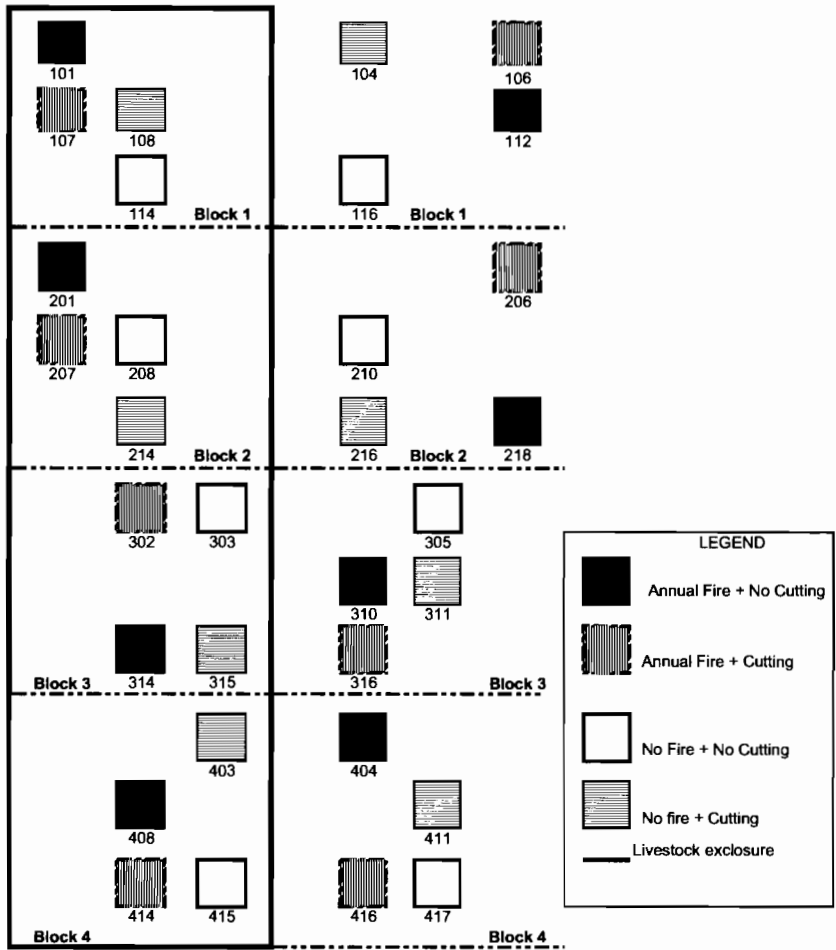 101 104 106
107 108 112
114 Block 1 116 Block 1
201 206
207 208 210
214 Block 2 216 Block 2 218
302 303 305
310 311
Block 3 314 315 316 Block 3
403 404
408 411
414 415 416 417
Block 4 Block 4
LEGEND
Annual Fire + No Cutting
Annual Fire + Cutting
No Fire + No Cutting
No fire + Cutting
Livestock exclosure